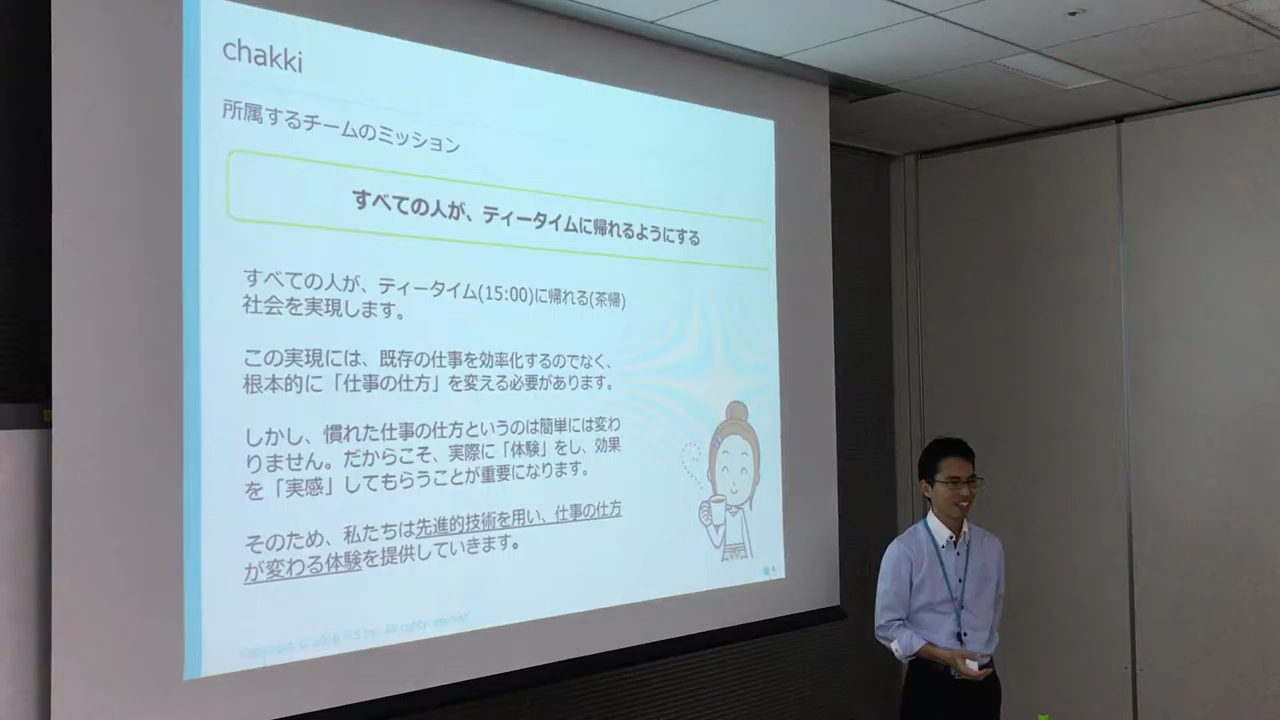 chakki
所属するチームのミッション
すべての人が、ティータイムに帰れるようにする
すべての人が、ティータイム(15:00)に帰れる(茶帰)
社会を実現します。
この実現には、既存の仕事を効率化するのでなく、
根本的に「仕事の仕方」を変える必要があります。
しかし、慣れた仕事の仕方というのは簡単には変わ
りません。だからこそ、実際に「体験」をし、効果
を「実感」してもらうことが重要になります。
そのため、私たちは先進的技術を用い、仕事の仕方
が変わる体験を提供していきます。
4